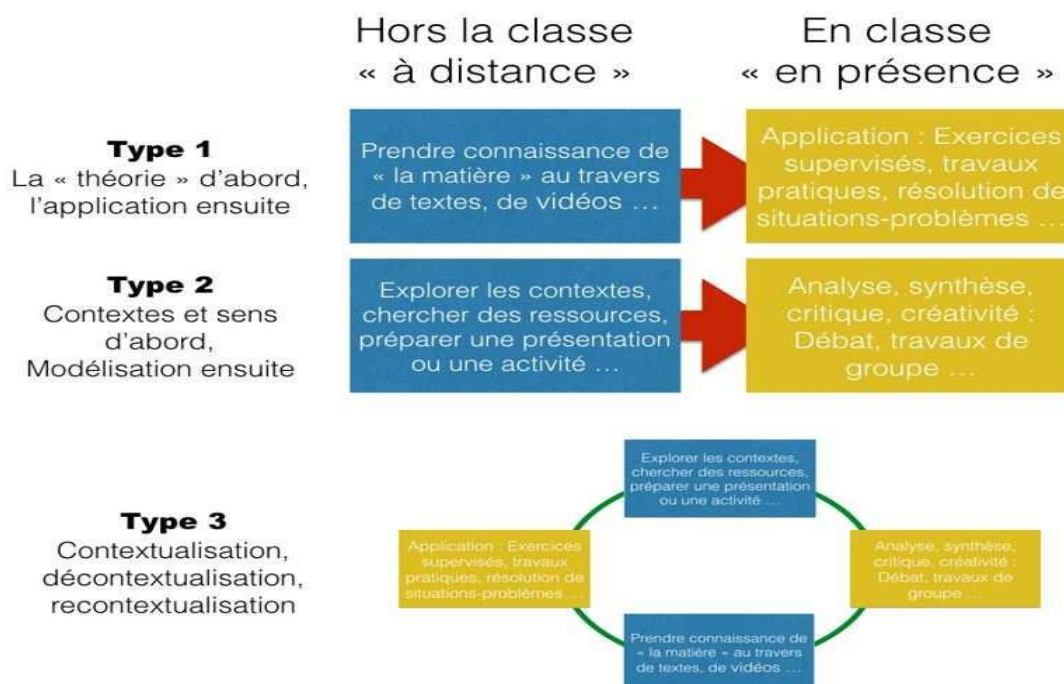 Hors la classe
« à distance »
En classe
« en présence »
Type 1
La « théorie » d'abord,
l'application ensuite
Prendre connaissance de
« la matière » au travers
de textes, de vidéos ...
Application : Exercices
supervisés, travaux
pratiques, résolution de
situations-problèmes ...
Type 2
Contextes et sens
d'abord,
Modélisation ensuite
Explorer les contextes,
chercher des ressources,
préparer une présentation
ou une activité ...
Analyse, synthèse,
critique, créativité :
Débat, travaux de
groupe ...
Type 3
Contextualisation,
décontextualisation,
recontextualisation
Explorer les contextes,
chercher des ressources,
préparer une présentation
ou une activité ...
Application : Exercices
supervisés, travaux
pratiques, résolution de
situations-problèmes ...
Analyse, synthèse,
critique, créativité :
Débat, travaux de
groupe ...
Prendre connaissance de
« la matière » au travers
de textes, de vidéos ...